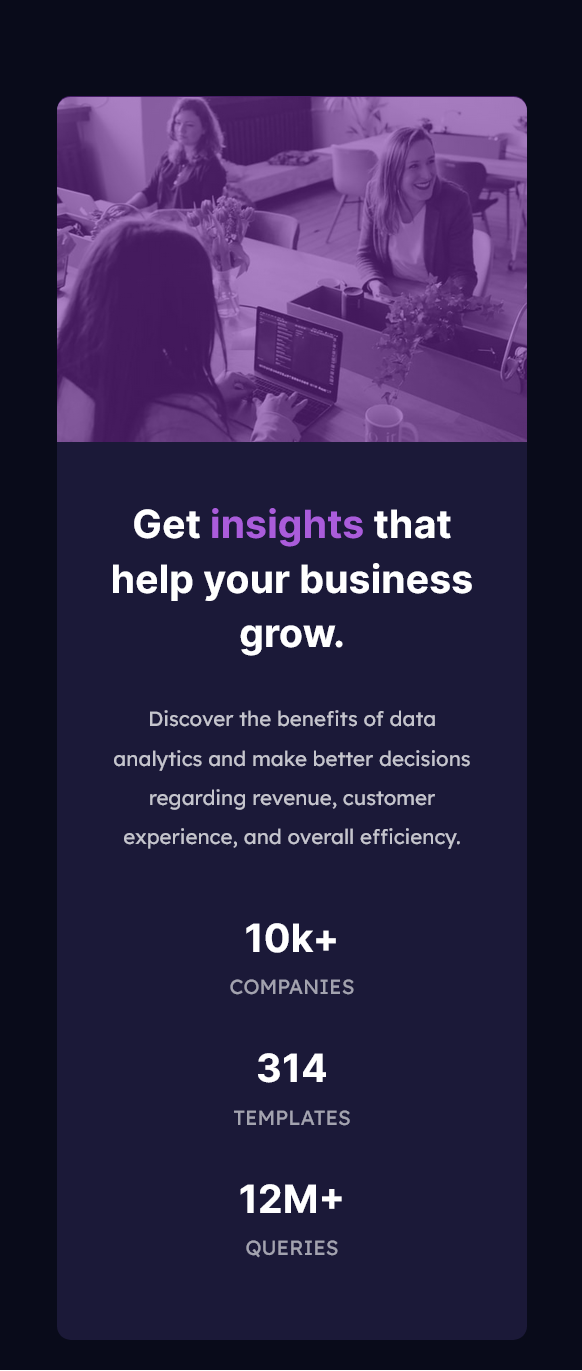 Get insights that
help your business
grow.
Discover the benefits of data
analytics and make better decisions
regarding revenue, customer
experience, and overall efficiency.
10k+
COMPANIES
314
TEMPLATES
12M+
QUERIES